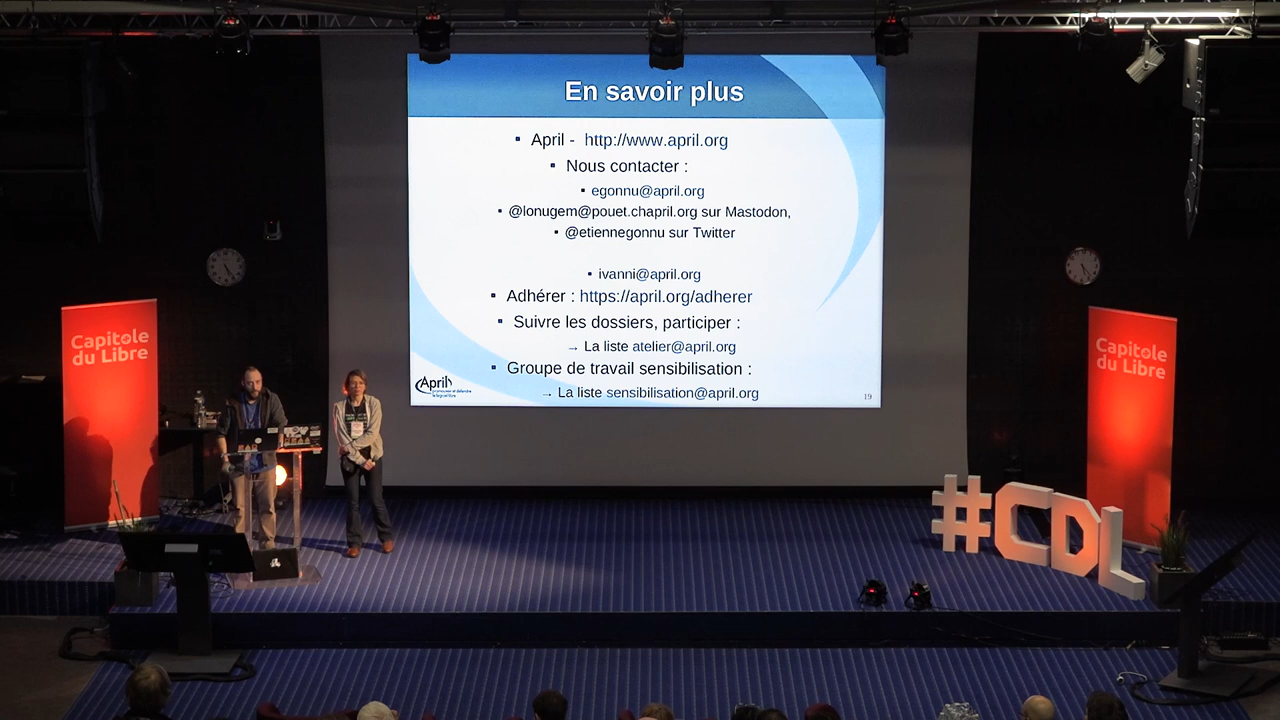 En savoir plus
▪ April - http://www.april.org
▪ Nous contacter :
▪ egonnu@april.org
▪ @lonugem@pouet.chapril.org sur Mastodon,
▪ @etiennegonnu sur Twitter
▪ ivanni@april.org
▪ Adhérer : https://april.org/adherer
▪ Suivre les dossiers, participer :
→ La liste atelier@april.org
▪ Groupe de travail sensibilisation :
→ La liste sensibilisation@april.org
April
19
Capitole
du Libre
Capitole
du Libre
#CDL